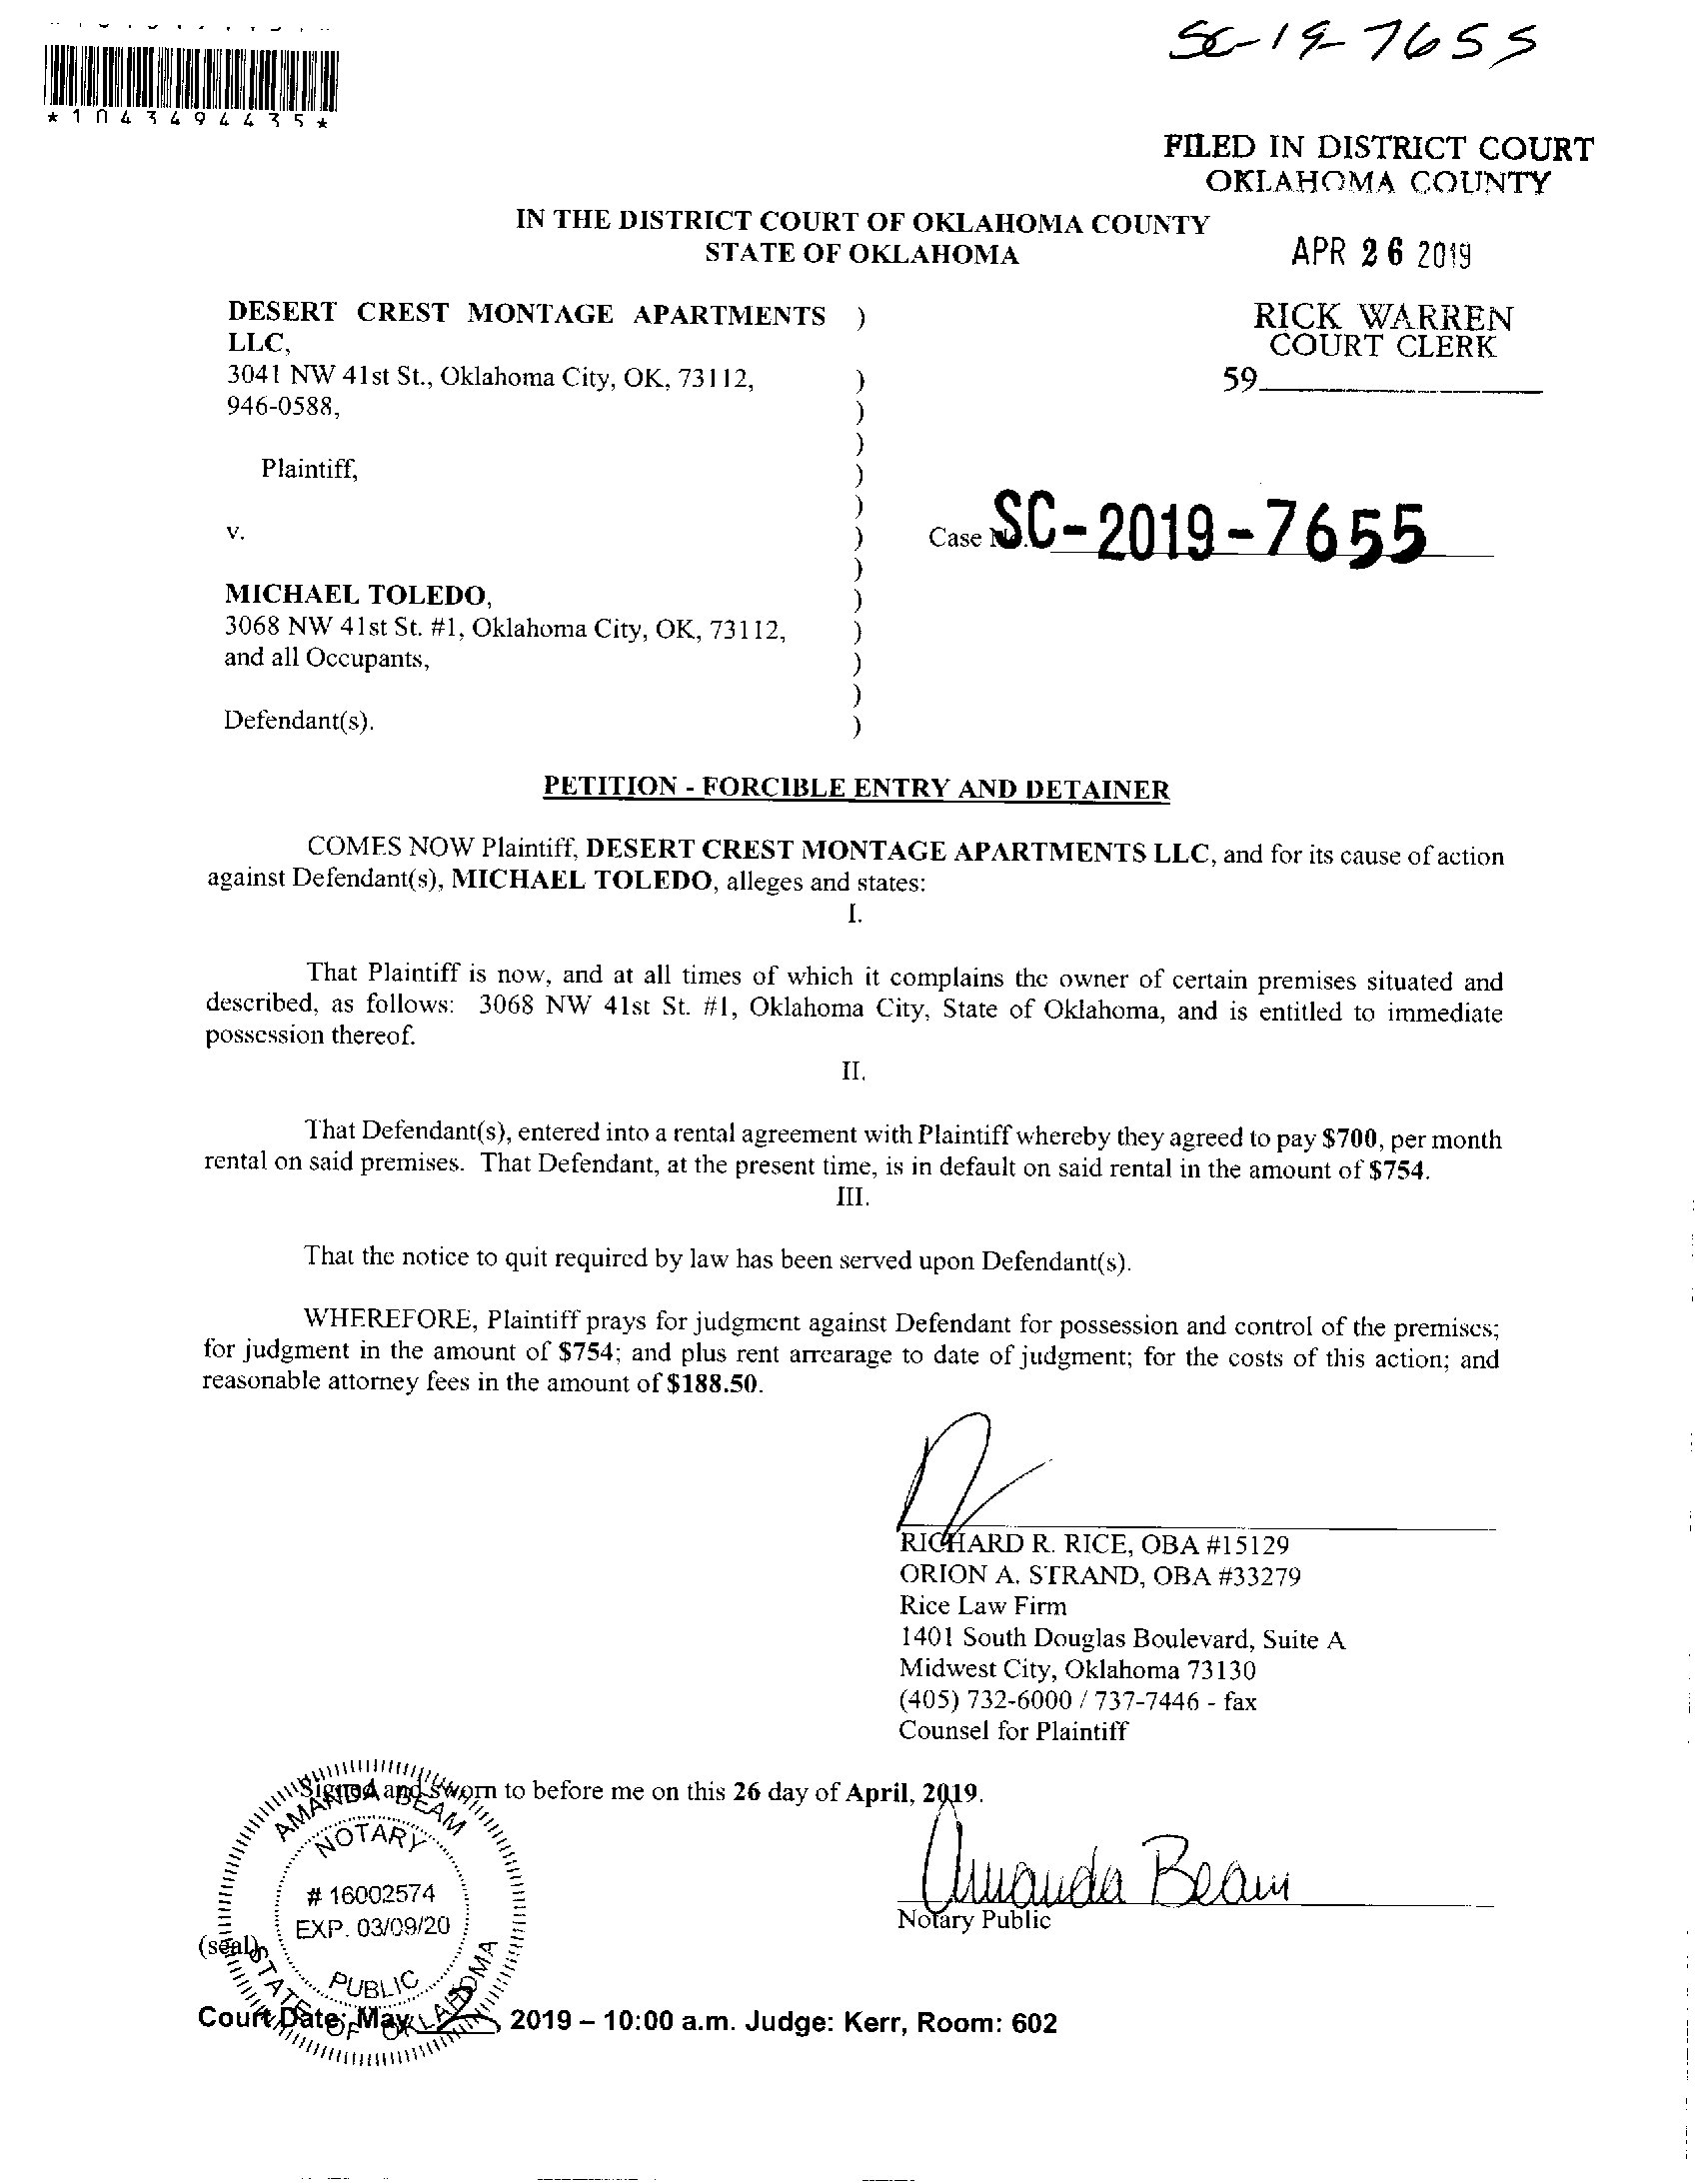 SC-19-7655
*1043494435*
FILED IN DISTRICT COURT
OKLAHOMA COUNTY
IN THE DISTRICT COURT OF OKLAHOMA COUNTY
STATE OF OKLAHOMA
APR 26 2019
RICK WARREN
COURT CLERK
59
DESERT CREST MONTAGE APARTMENTS )
LLC,
3041 NW 41st St., Oklahoma City, OK, 73112, )
946-0588, )
)
Plaintiff, )
)
v. )
Case No. SC-2019-7655
)
MICHAEL TOLEDO, )
3068 NW 41st St. #1, Oklahoma City, OK, 73112, )
and all Occupants, )
)
Defendant(s). )
PETITION - FORCIBLE ENTRY AND DETAINER
COMES NOW Plaintiff, DESERT CREST MONTAGE APARTMENTS LLC, and for its cause of action
against Defendant(s), MICHAEL TOLEDO, alleges and states:
I.
That Plaintiff is now, and at all times of which it complains the owner of certain premises situated and
described, as follows: 3068 NW 41st St. #1, Oklahoma City, State of Oklahoma, and is entitled to immediate
possession thereof.
II.
That Defendant(s), entered into a rental agreement with Plaintiff whereby they agreed to pay $700, per month
rental on said premises. That Defendant, at the present time, is in default on said rental in the amount of $754.
III.
That the notice to quit required by law has been served upon Defendant(s).
WHEREFORE, Plaintiff prays for judgment against Defendant for possession and control of the premises;
for judgment in the amount of $754; and plus rent arrearage to date of judgment; for the costs of this action; and
reasonable attorney fees in the amount of $188.50.
RICHARD R. RICE, OBA #15129
ORION A. STRAND, OBA #33279
Rice Law Firm
1401 South Douglas Boulevard, Suite A
Midwest City, Oklahoma 73130
(405) 732-6000 / 737-7446 - fax
Counsel for Plaintiff
Signed and sworn to before me on this 26 day of April, 2019.
AMANDA BEAM
NOTARY
# 16002574
EXP. 03/09/20
PUBLIC
STATE OF OKLAHOMA
Amanda Beam
Notary Public
(seal)
Court Date: May 2019 – 10:00 a.m. Judge: Kerr, Room: 602